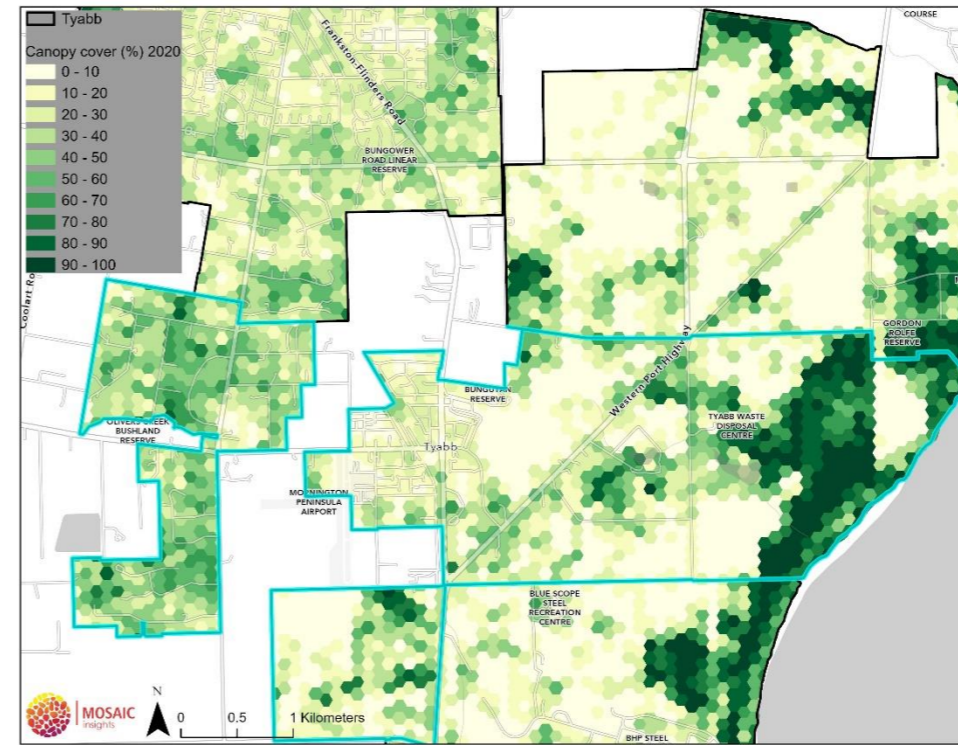 Tyabb
Canopy cover (%) 2020
0 - 10
10 - 20
20 - 30
30 - 40
40 - 50
50 - 60
60 - 70
70 - 80
80 - 90
90 - 100
COURSE
Frankston-Flinders Road
BUNGOWER
ROAD LINEAR
RESERVE
Coolart Ro
GORDON
ROLFE
RESERVE
Western Port Highway
BUNGUYAN
RESERVE
OLIVERS CREEK
BUSHLAND
RESERVE
TYABB WASTE
DISPOSAL
CENTRE
Tyabb
MORNINGTON
PENINSULA
AIRPORT
BLUE SCOPE
STEEL
RECREATION
CENTRE
BHP STEEL
MOSAIC
insights
N
0 0.5 1 Kilometers